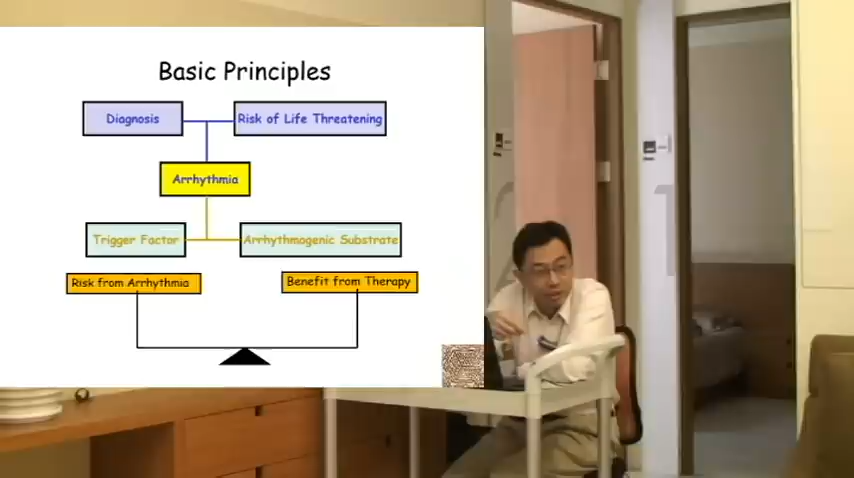 Basic Principles
Diagnosis
Risk of Life Threatening
Arrhythmia
Trigger Factor
Arrhythmogenic Substrate
Risk from Arrhythmia
Benefit from Therapy